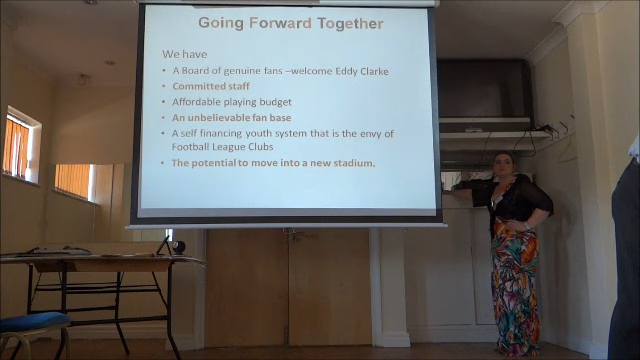 Going Forward Together
We have
• A Board of genuine fans –welcome Eddy Clarke
• Committed staff
• Affordable playing budget
• An unbelievable fan base
• A self financing youth system that is the envy of
Football League Clubs
• The potential to move into a new stadium.